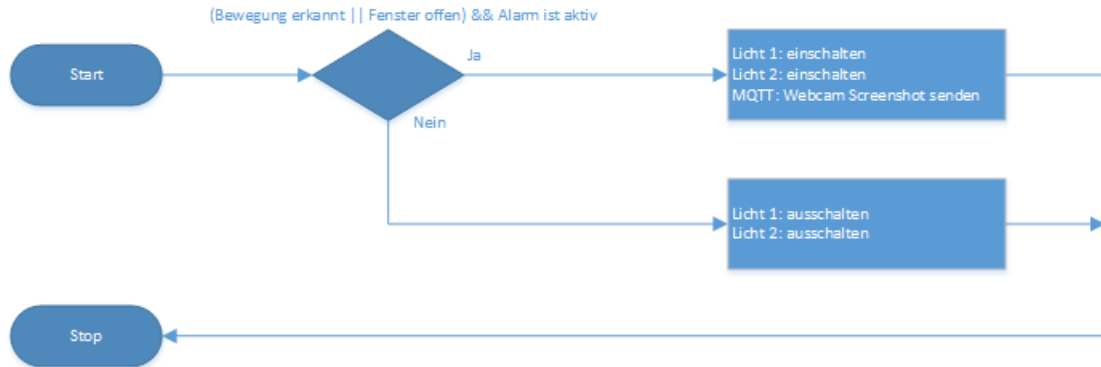 (Bewegung erkannt || Fenster offen) && Alarm ist aktiv
Start
Ja
Nein
Licht 1: einschalten
Licht 2: einschalten
MQTT: Webcam Screenshot senden
Licht 1: ausschalten
Licht 2: ausschalten
Stop